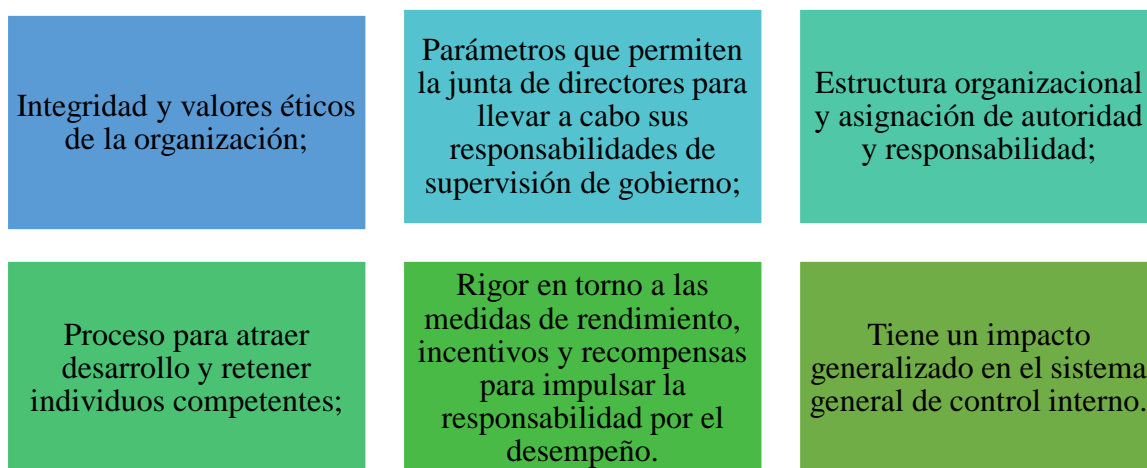 Integridad y valores éticos
de la organización;
Parámetros que permiten
la junta de directores para
llevar a cabo sus
responsabilidades de
supervisión de gobierno;
Estructura organizacional
y asignación de autoridad
y responsabilidad;
Proceso para atraer
desarrollo y retener
individuos competentes;
Rigor en torno a las
medidas de rendimiento,
incentivos y recompensas
para impulsar la
responsabilidad por el
desempeño.
Tiene un impacto
generalizado en el sistema
general de control interno.